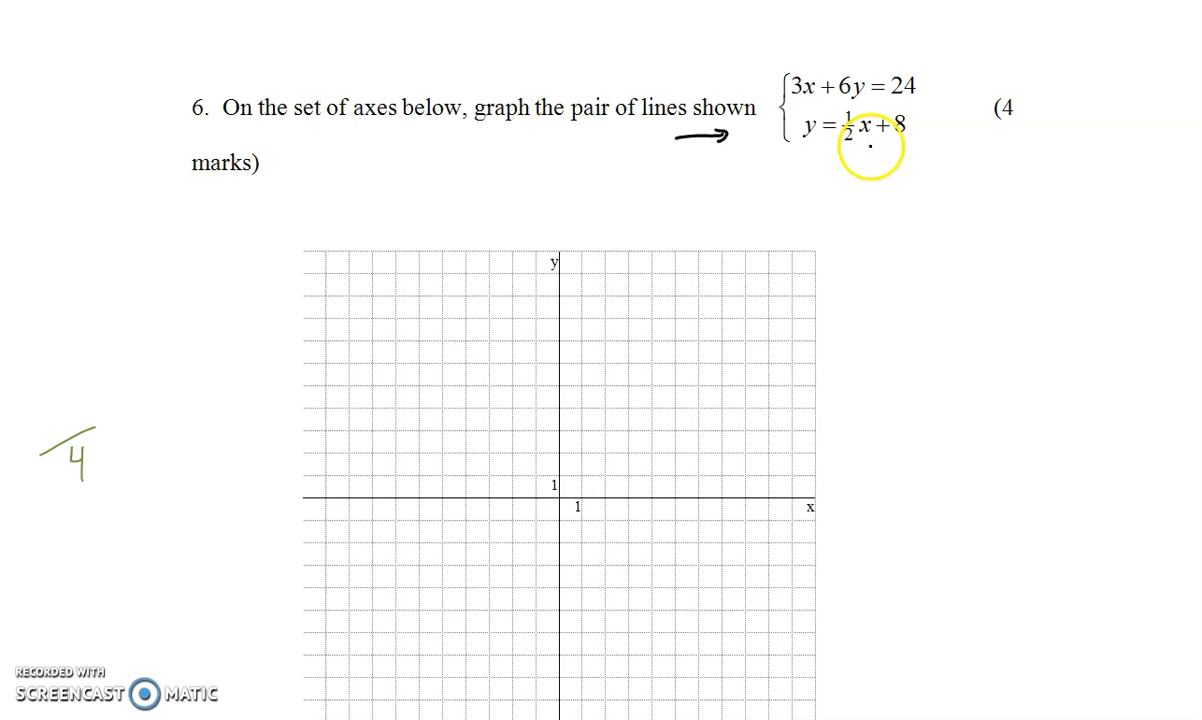 6. On the set of axes below, graph the pair of lines shown { 3x + 6y = 24 (4
y = 1/2 x + 8
marks)
y
1
1 x
/4
RECORDED WITH
SCREENCAST MATIC